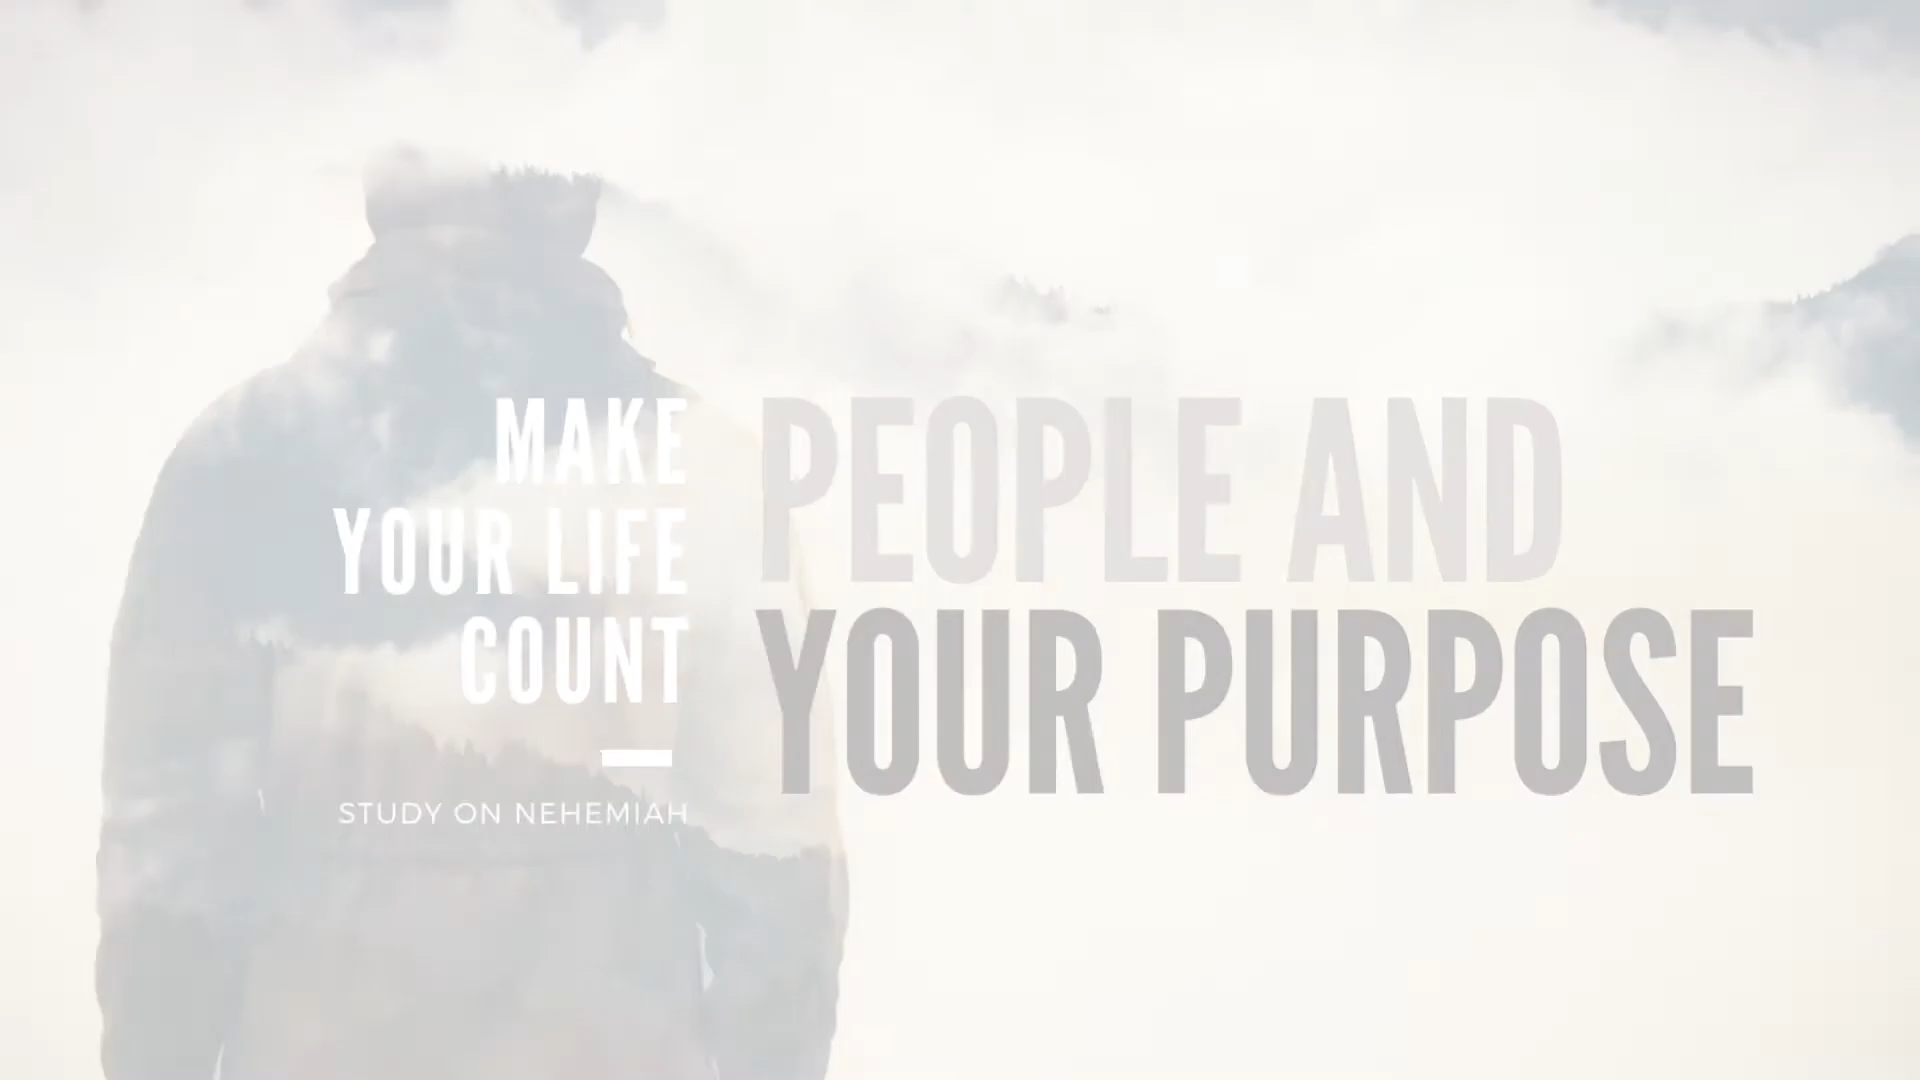 MAKE
YOUR LIFE
COUNT
STUDY ON NEHEMIAH
PEOPLE AND
YOUR PURPOSE